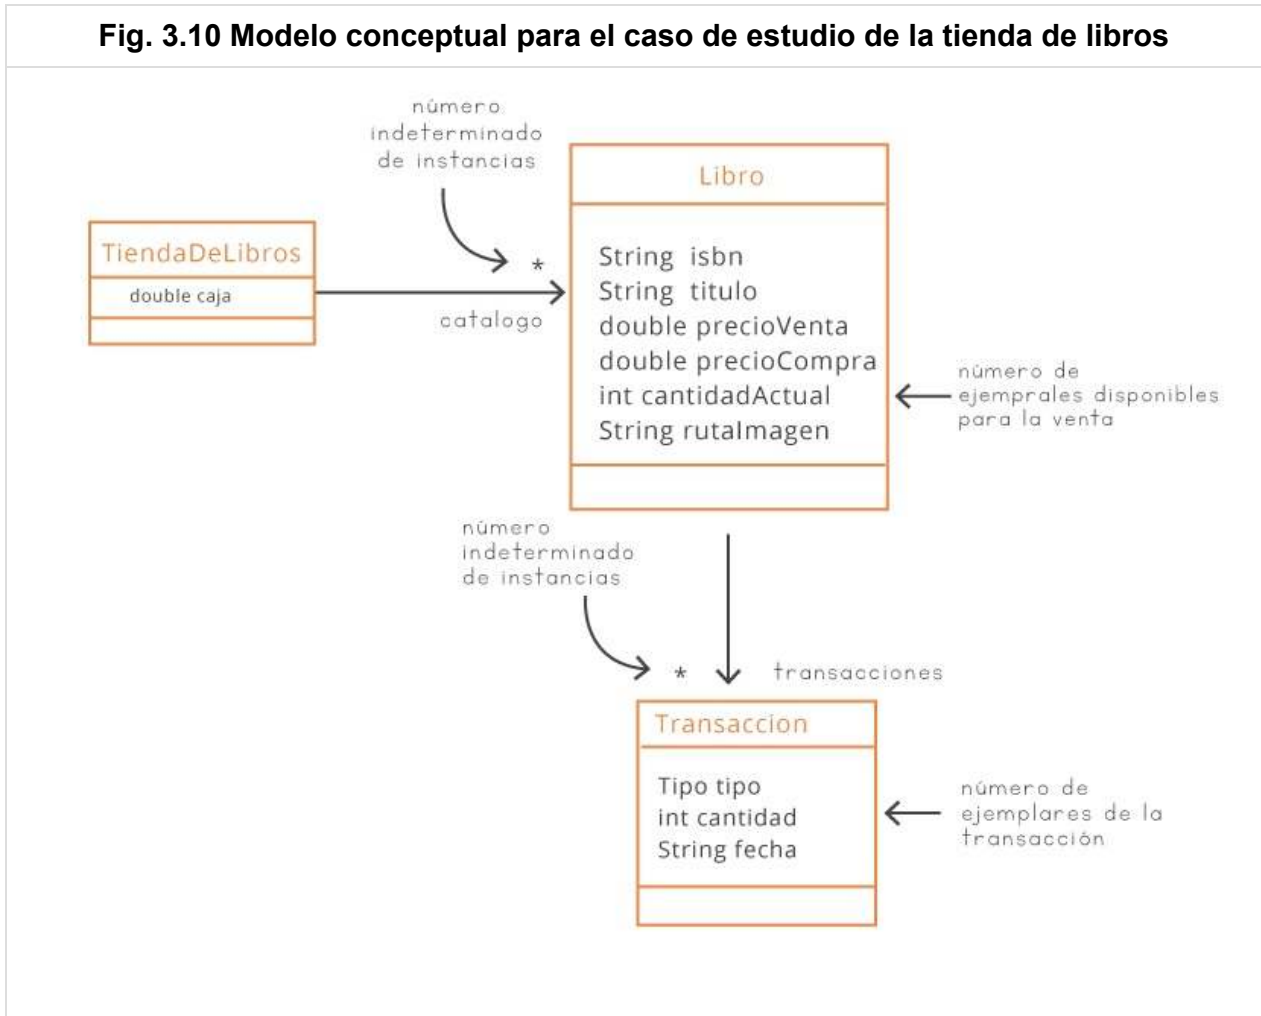 Fig. 3.10 Modelo conceptual para el caso de estudio de la tienda de libros
número
indeterminado
de instancias
TiendaDeLibros
double caja
*
catalogo
Libro
String isbn
String titulo
double precioVenta
double precioCompra
int cantidadActual
String rutaImagen
número de
ejemprales disponibles
para la venta
número
indeterminado
de instancias
*
transacciones
Transaccion
Tipo tipo
int cantidad
String fecha
número de
ejemplares de la
transacción